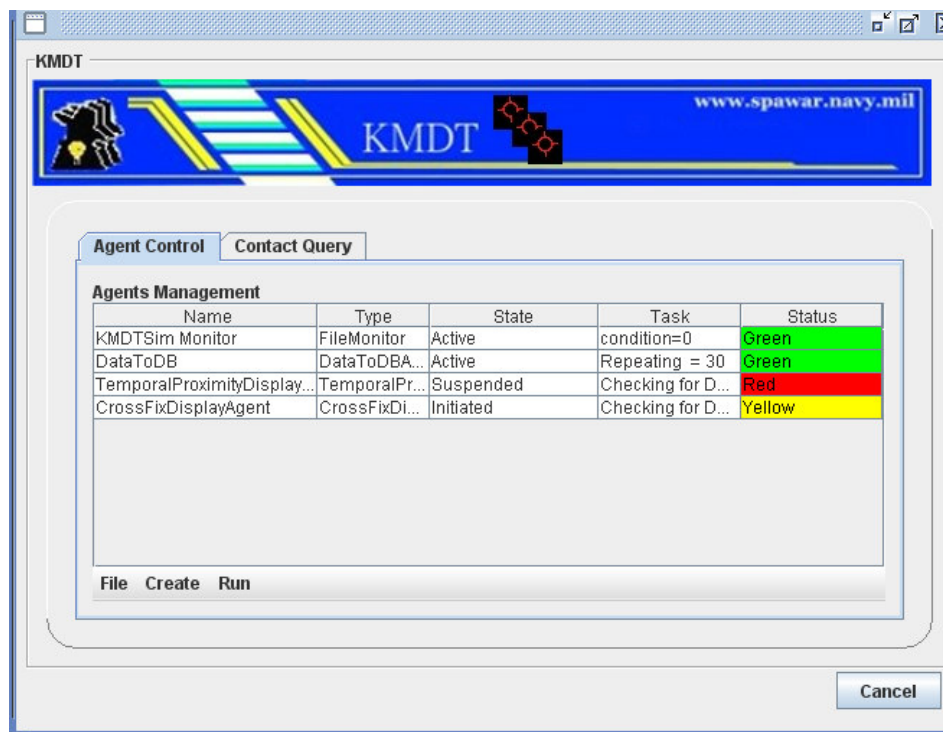 KMDT
www.spawar.navy.mil
KMDT
Agent Control Contact Query
Agents Management
Name Type State Task Status
KMDTSim Monitor FileMonitor Active condition=0 Green
DataToDB DataToDBA... Active Repeating = 30 Green
TemporalProximityDisplay... TemporalPr... Suspended Checking for D... Red
CrossFixDisplayAgent CrossFixDi... Initiated Checking for D... Yellow
File Create Run
Cancel